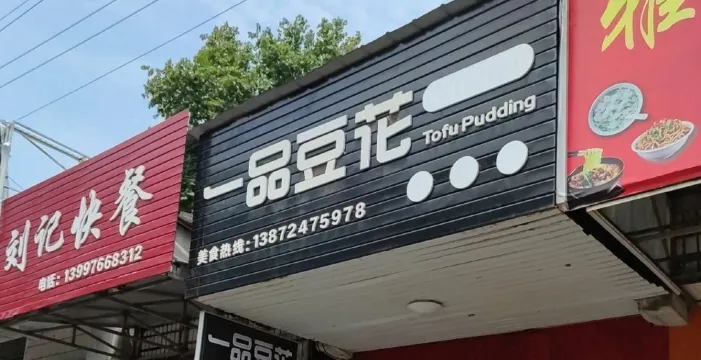 刘记快餐
电话：13997668312
一品豆花
Tofu Pudding
美食热线：13872475978
一品豆花